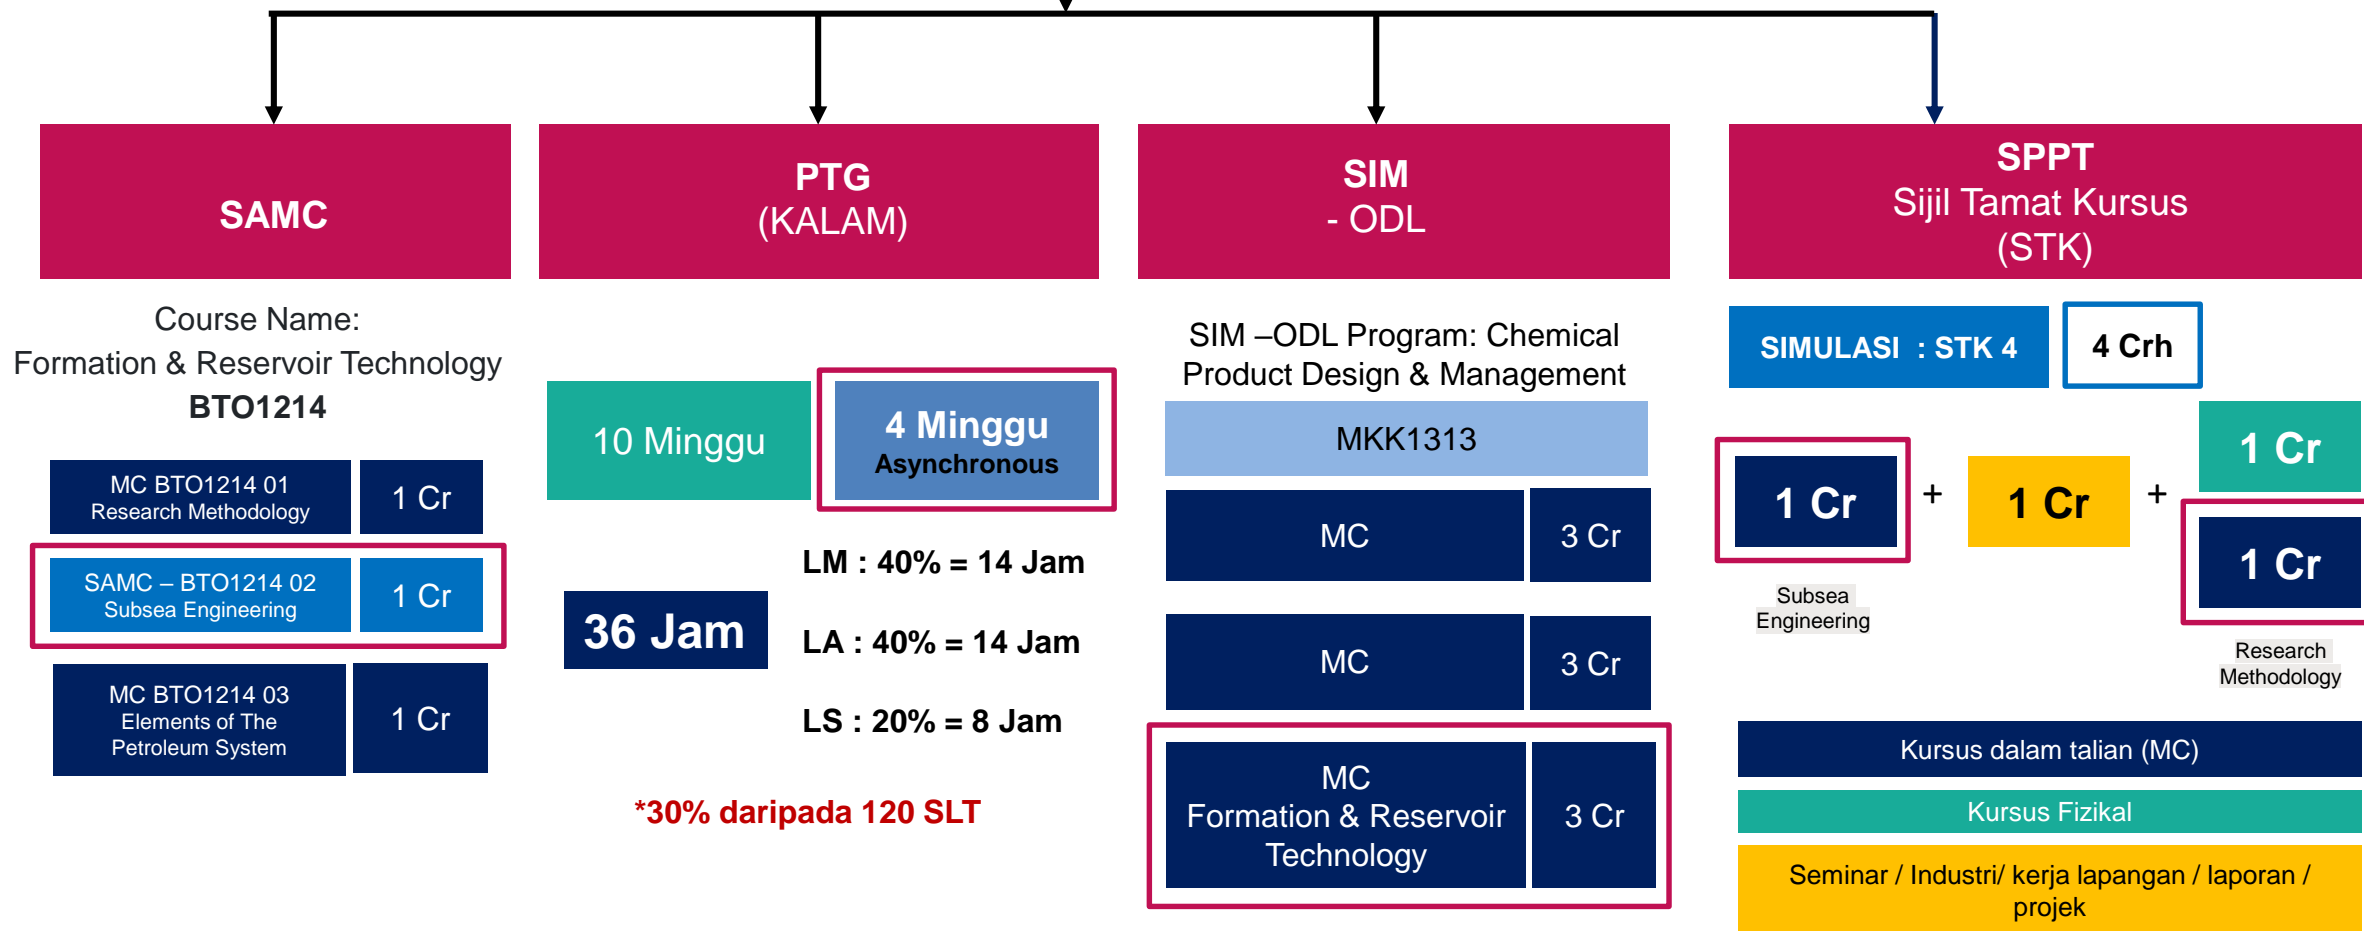 SAMC
Course Name:
Formation & Reservoir Technology
BTO1214
MC BTO1214 01
Research Methodology
1 Cr
SAMC – BTO1214 02
Subsea Engineering
1 Cr
MC BTO1214 03
Elements of The
Petroleum System
1 Cr
PTG
(KALAM)
10 Minggu
4 Minggu
Asynchronous
36 Jam
LM : 40% = 14 Jam
LA : 40% = 14 Jam
LS : 20% = 8 Jam
*30% daripada 120 SLT
SIM
- ODL
SIM –ODL Program: Chemical
Product Design & Management
MKK1313
MC
3 Cr
MC
3 Cr
MC
Formation & Reservoir
Technology
3 Cr
SPPT
Sijil Tamat Kursus
(STK)
SIMULASI : STK 4
4 Crh
1 Cr
+
1 Cr
+
1 Cr
1 Cr
Subsea
Engineering
Research
Methodology
Kursus dalam talian (MC)
Kursus Fizikal
Seminar / Industri/ kerja lapangan / laporan /
projek